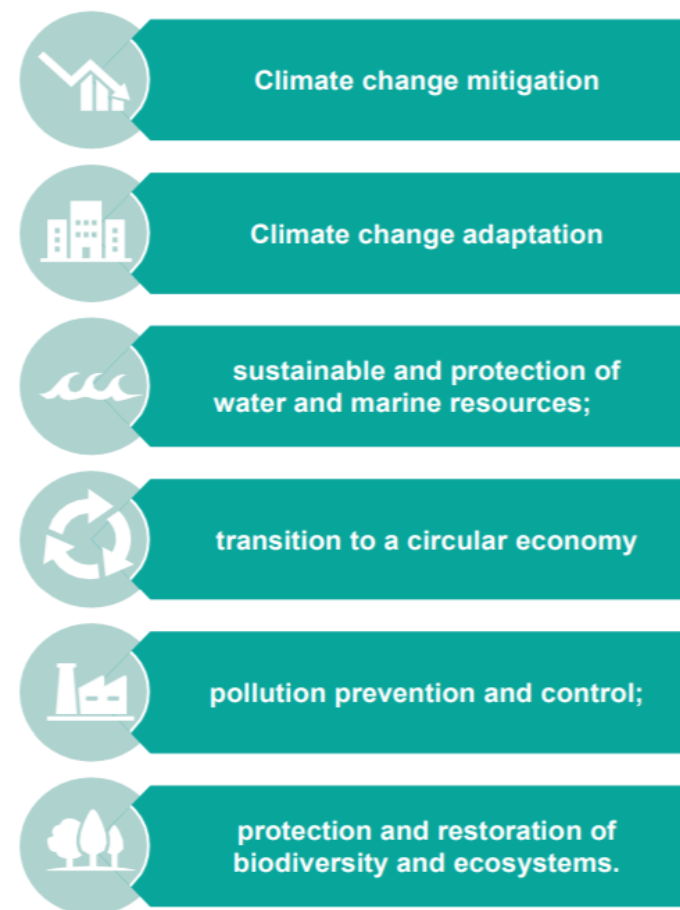 Climate change mitigation
Climate change adaptation
sustainable and protection of
water and marine resources;
transition to a circular economy
pollution prevention and control;
protection and restoration of
biodiversity and ecosystems.